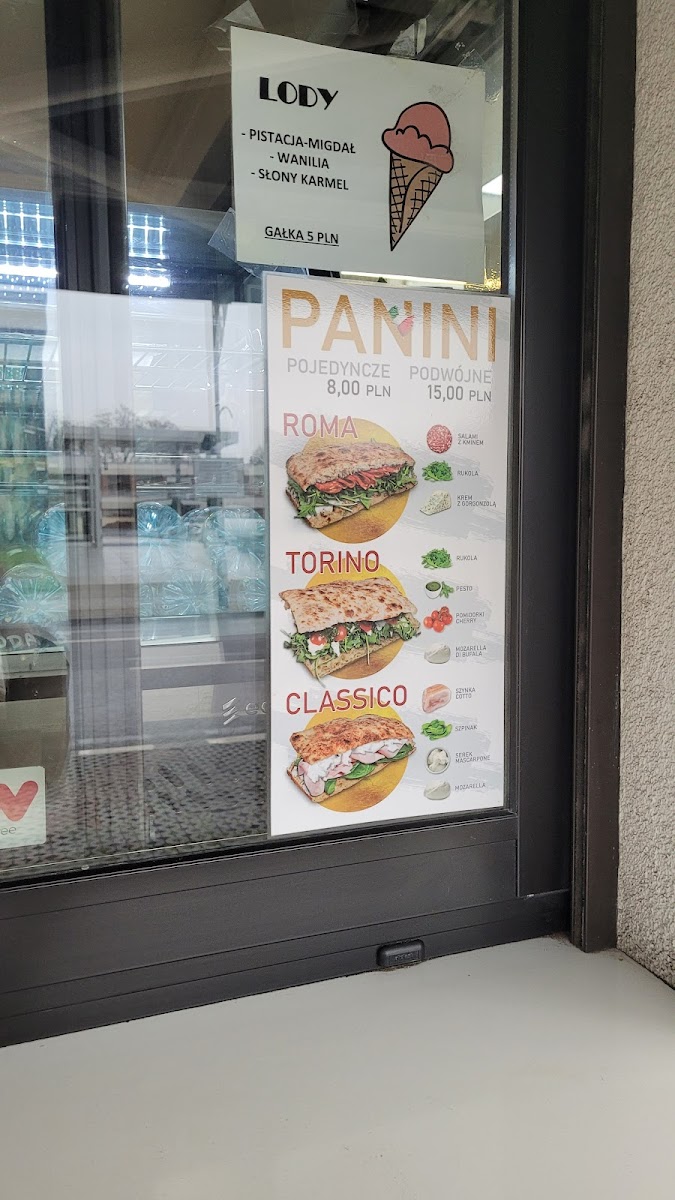 LODY
- PISTACJA-MIGDAŁ
- WANILIA
- SŁONY KARMEL
GAŁKA 5 PLN
PANINI
POJEDYNCZE PODWÓJNE
8,00 PLN 15,00 PLN
ROMA
SALAMI
Z KMINEM
RUKOLA
KREM
Z GORGONZOLĄ
TORINO
RUKOLA
PESTO
POMIDORKI
CHERRY
MOZARELLA
DI BUFALA
CLASSICO
SZYNKA
COTTO
SZPINAK
SEREK
MASCARPONE
MOZARELLA